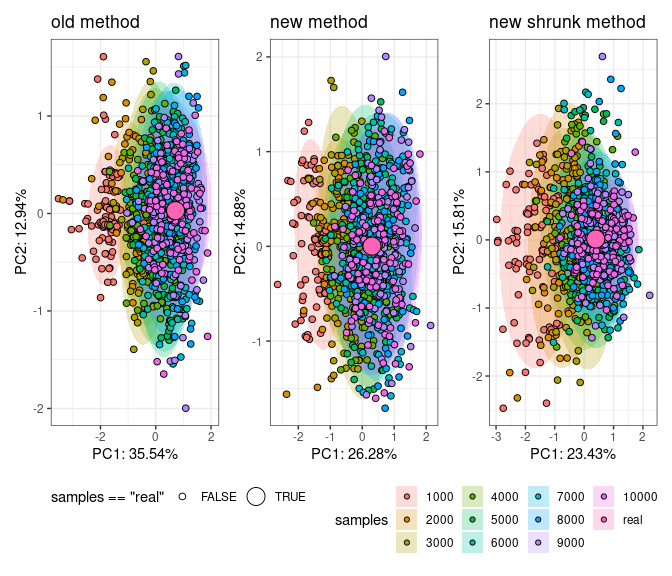 old method
new method
new shrunk method
PC2: 12.94%
1
0
-1
-2
-2
0
2
PC1: 35.54%
PC2: 14.88%
2
1
0
-1
-2
-1
0
1
2
PC1: 26.28%
PC2: 15.81%
2
1
0
-1
-2
-3
-2
-1
0
1
2
PC1: 23.43%
samples == "real"
FALSE
TRUE
samples
1000
2000
3000
4000
5000
6000
7000
8000
9000
10000
real